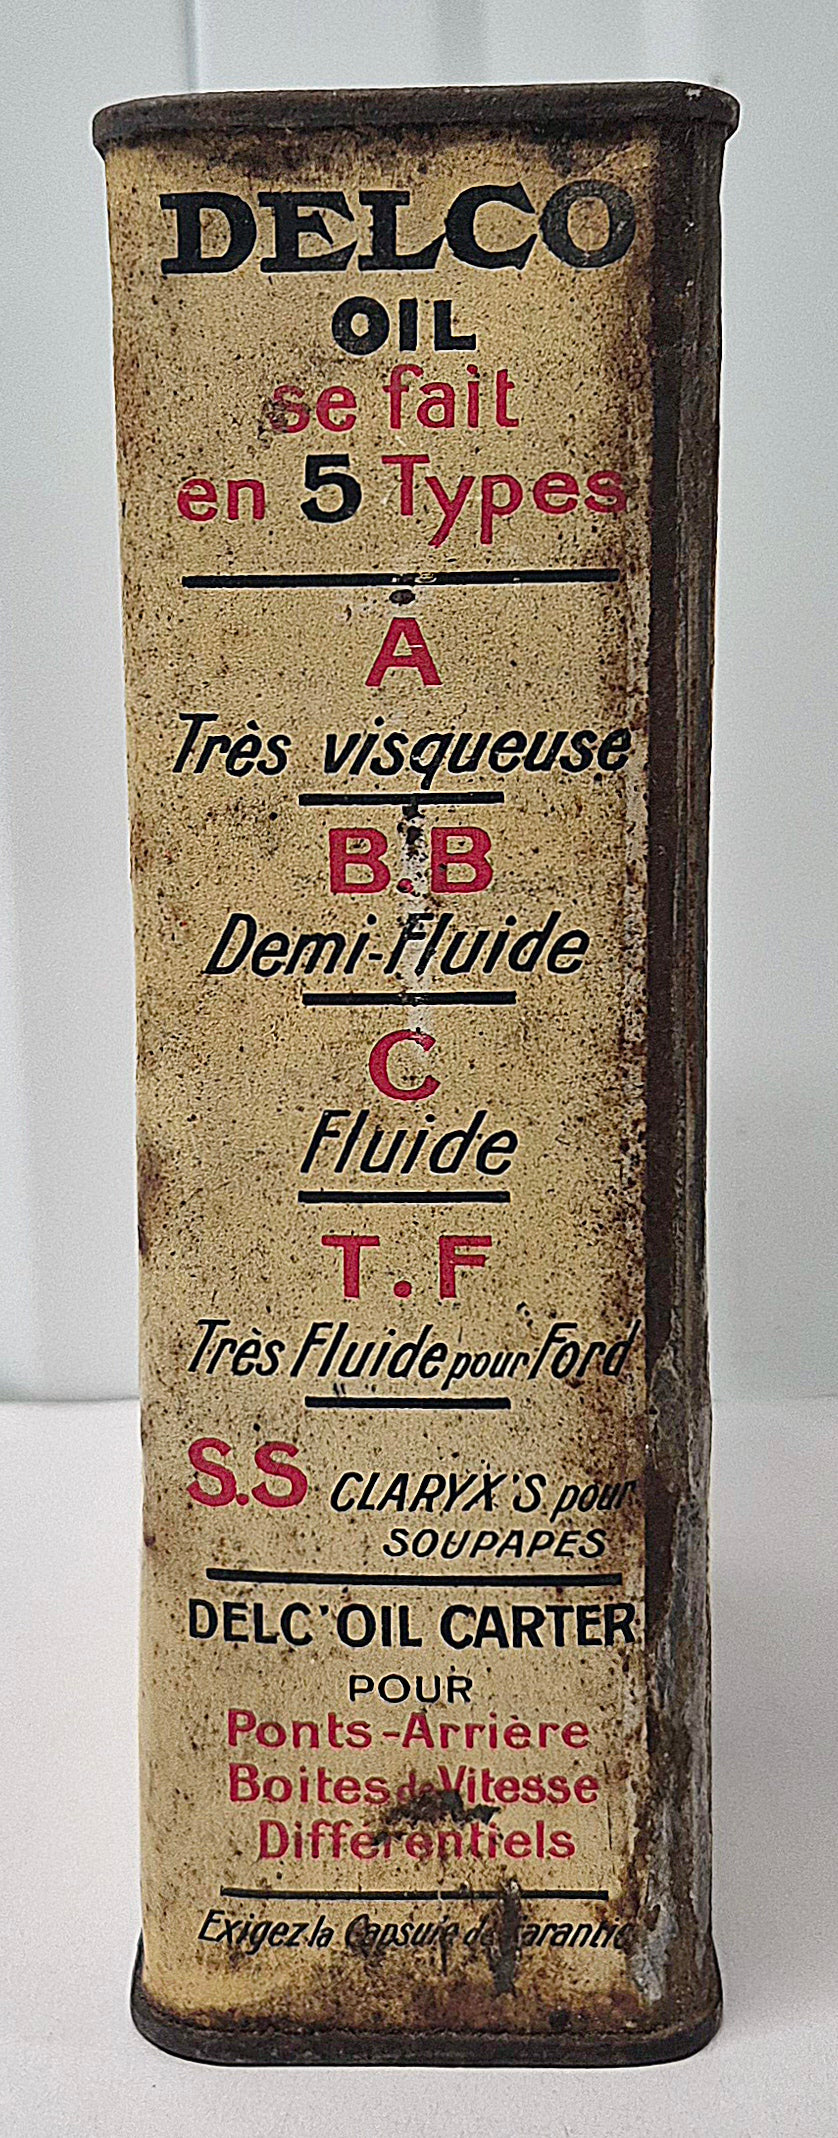 DELCO
OIL
se fait
en 5 Types
A
Très visqueuse
B.B
Demi-Fluide
C
Fluide
T.F
Très Fluide pour Ford
S.S CLARYX'S pour
SOUPAPES
DELC'OIL CARTER
POUR
Ponts-Arrière
Boites de Vitesse
Différentiels
Exigez la Capsule de Garantie